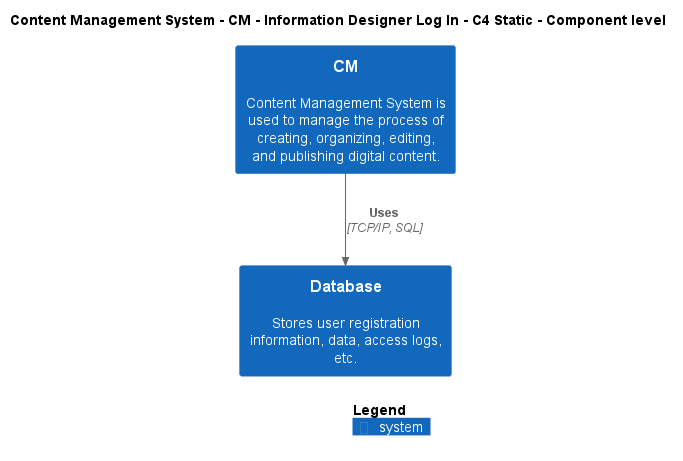 Content Management System - CM - Information Designer Log In - C4 Static - Component level
CM
Content Management System is
used to manage the process of
creating, organizing, editing,
and publishing digital content.
Uses
[TCP/IP, SQL]
Database
Stores user registration
information, data, access logs,
etc.
Legend
system